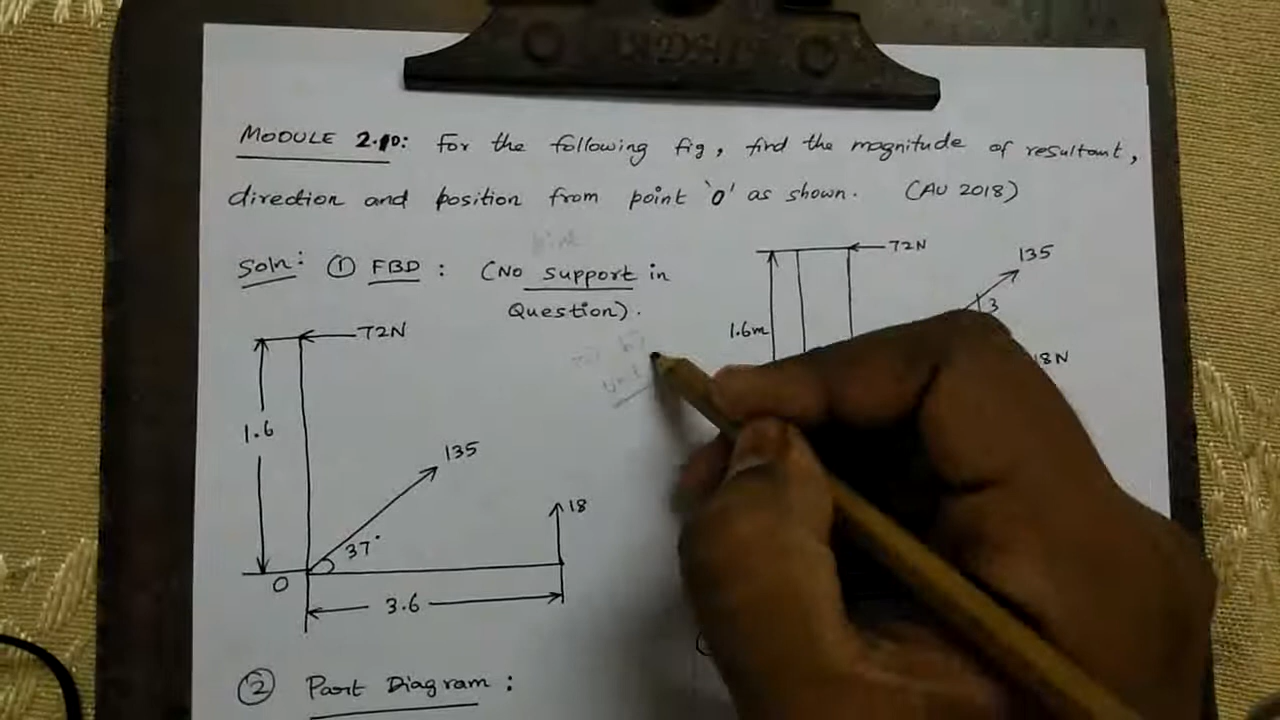 MODULE 2.10: For the following fig, find the magnitude of resultant,
direction and position from point 'O' as shown. (AU 2018)
Soln: ① FBD: (No support in
Question).
72N
1.6
135
37°
18
O
3.6
72N
135
3
1.6m
18N
② Part Diagram: